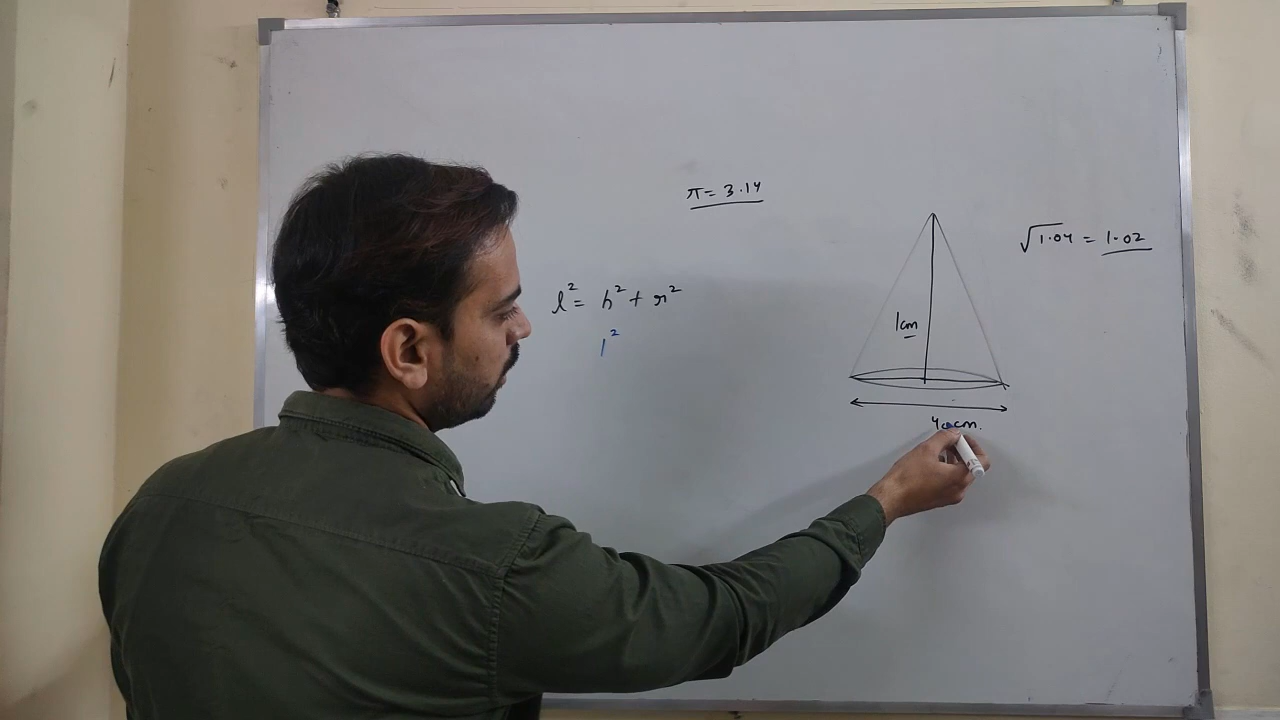 π = 3.14
√1.04 = 1.02
l² = h² + r²
1cm
1²
40cm.